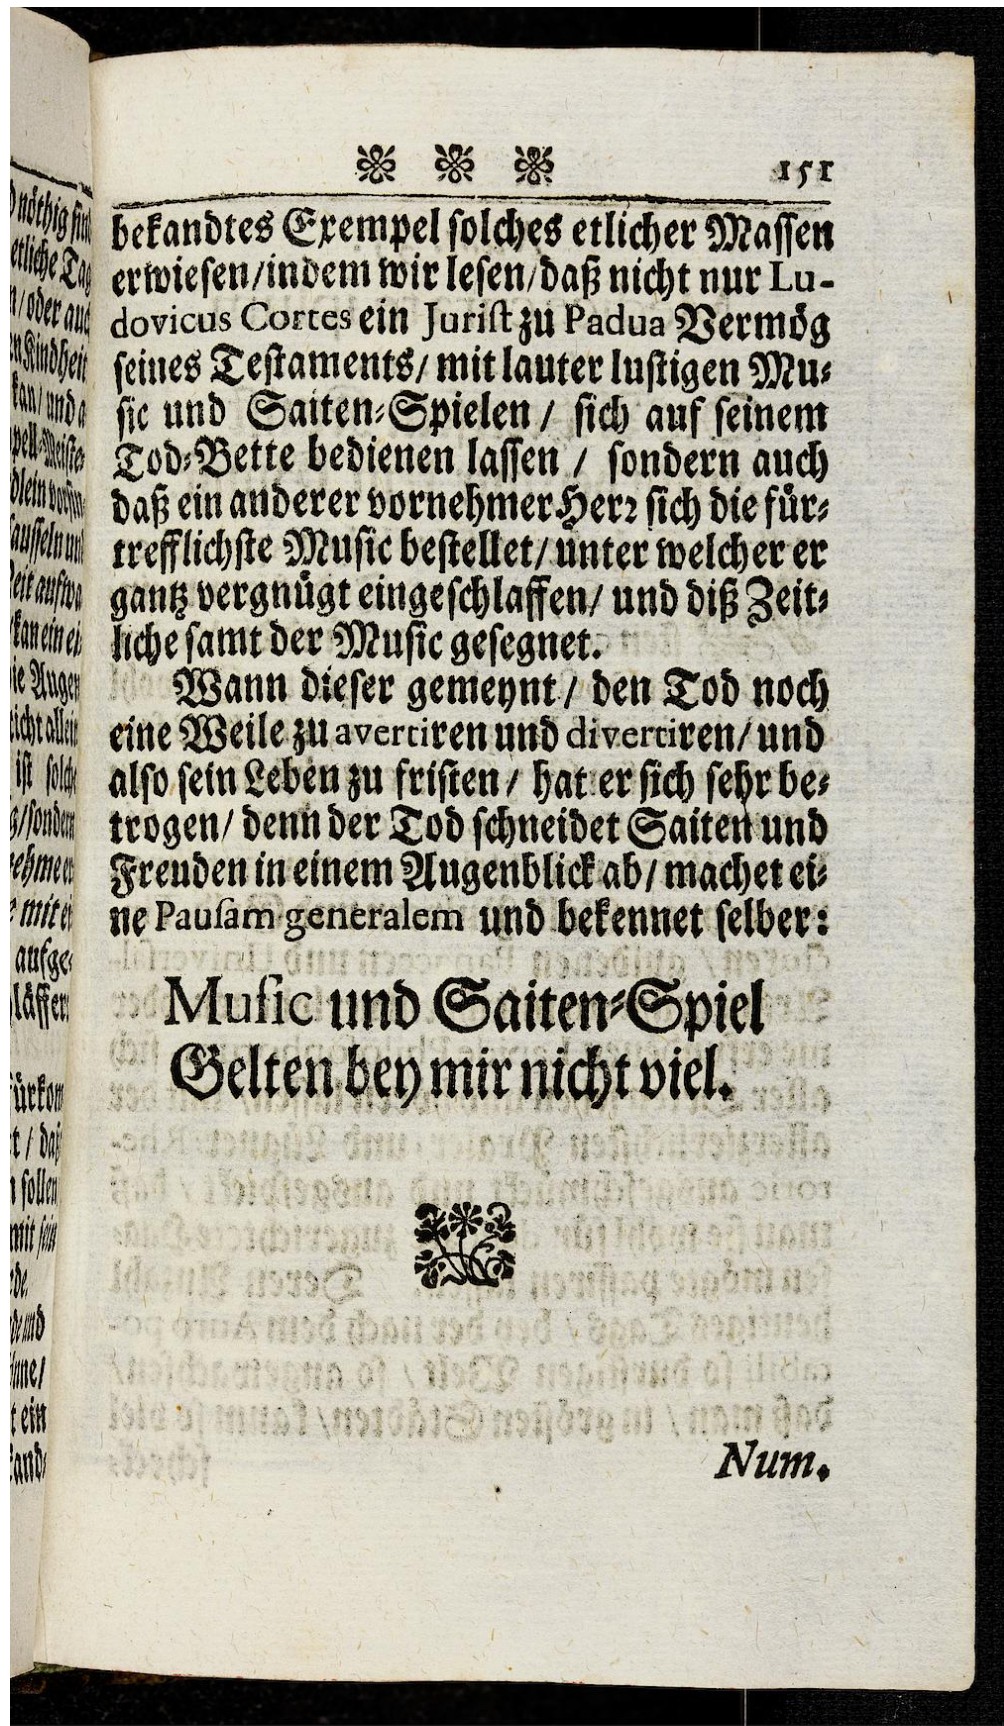 151
bekandtes Exempel solches etlicher Massen
erwiesen/indem wir lesen/daß nicht nur Lu-
dovicus Cortes ein Jurist zu Padua Vermög
seines Testaments/ mit lauter lustigen Mu-
sic und Saiten-Spielen / sich auf seinem
Tod-Bette bedienen lassen / sondern auch
daß ein anderer vornehmer Herr sich die für-
trefflichste Music bestellet/ unter welcher er
gantz vergnügt eingeschlaffen/ und diß Zeit-
liche samt der Music gesegnet.
Wann dieser gemeynt / den Tod noch
eine Weile zu avertiren und divertiren/ und
also sein Leben zu fristen / hat er sich sehr be-
trogen/ denn der Tod schneidet Saiten und
Freuden in einem Augenblick ab/ machet ei-
ne Pausam generalem und bekennet selber:
Music und Saiten-Spiel
Gelten bey mir nicht viel.
Num.